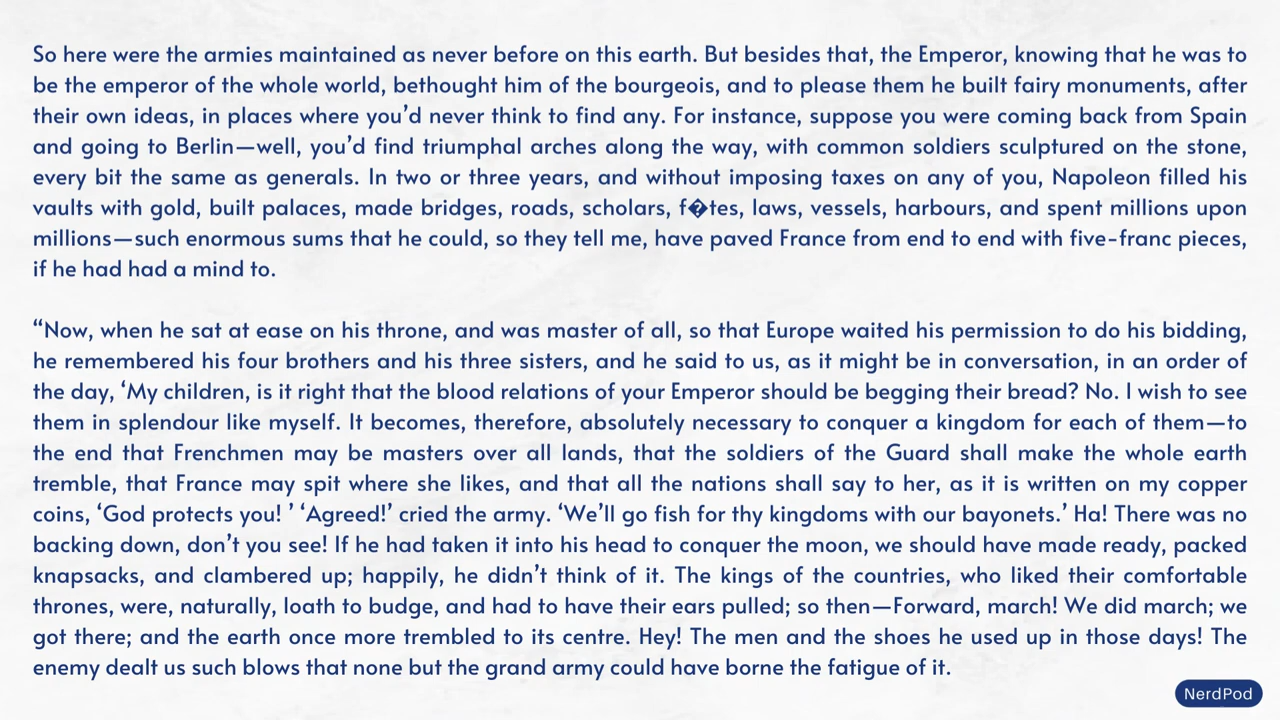 So here were the armies maintained as never before on this earth. But besides that, the Emperor, knowing that he was to
be the emperor of the whole world, bethought him of the bourgeois, and to please them he built fairy monuments, after
their own ideas, in places where you’d never think to find any. For instance, suppose you were coming back from Spain
and going to Berlin—well, you’d find triumphal arches along the way, with common soldiers sculptured on the stone,
every bit the same as generals. In two or three years, and without imposing taxes on any of you, Napoleon filled his
vaults with gold, built palaces, made bridges, roads, scholars, f�tes, laws, vessels, harbours, and spent millions upon
millions—such enormous sums that he could, so they tell me, have paved France from end to end with five-franc pieces,
if he had had a mind to.
“Now, when he sat at ease on his throne, and was master of all, so that Europe waited his permission to do his bidding,
he remembered his four brothers and his three sisters, and he said to us, as it might be in conversation, in an order of
the day, ‘My children, is it right that the blood relations of your Emperor should be begging their bread? No. I wish to see
them in splendour like myself. It becomes, therefore, absolutely necessary to conquer a kingdom for each of them—to
the end that Frenchmen may be masters over all lands, that the soldiers of the Guard shall make the whole earth
tremble, that France may spit where she likes, and that all the nations shall say to her, as it is written on my copper
coins, ‘God protects you! ’ ‘Agreed!’ cried the army. ‘We’ll go fish for thy kingdoms with our bayonets.’ Ha! There was no
backing down, don’t you see! If he had taken it into his head to conquer the moon, we should have made ready, packed
knapsacks, and clambered up; happily, he didn’t think of it. The kings of the countries, who liked their comfortable
thrones, were, naturally, loath to budge, and had to have their ears pulled; so then—Forward, march! We did march; we
got there; and the earth once more trembled to its centre. Hey! The men and the shoes he used up in those days! The
enemy dealt us such blows that none but the grand army could have borne the fatigue of it.
NerdPod